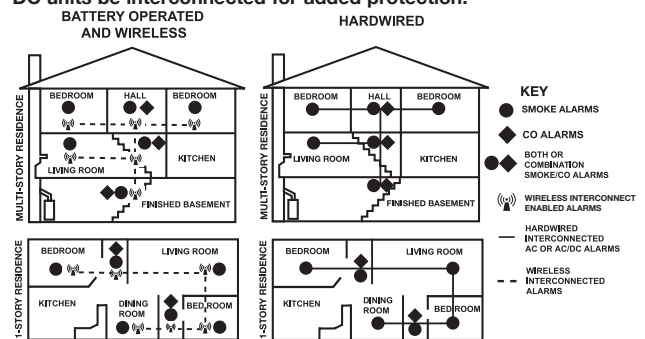 DC units be interconnected for added protection.
BATTERY OPERATED
AND WIRELESS
HARDWIRED
MULTI-STORY RESIDENCE
BEDROOM
HALL
BEDROOM
LIVING ROOM
KITCHEN
FINISHED BASEMENT
MULTI-STORY RESIDENCE
BEDROOM
HALL
BEDROOM
LIVING ROOM
KITCHEN
FINISHED BASEMENT
KEY
SMOKE ALARMS
CO ALARMS
BOTH OR
COMBINATION
SMOKE/CO ALARMS
WIRELESS INTERCONNECT
ENABLED ALARMS
HARDWIRED
INTERCONNECTED
AC OR AC/DC ALARMS
WIRELESS
INTERCONNECTED
ALARMS
1-STORY RESIDENCE
BEDROOM
LIVING ROOM
KITCHEN
DINING
ROOM
BEDROOM
1-STORY RESIDENCE
BEDROOM
LIVING ROOM
KITCHEN
DINING
ROOM
BEDROOM